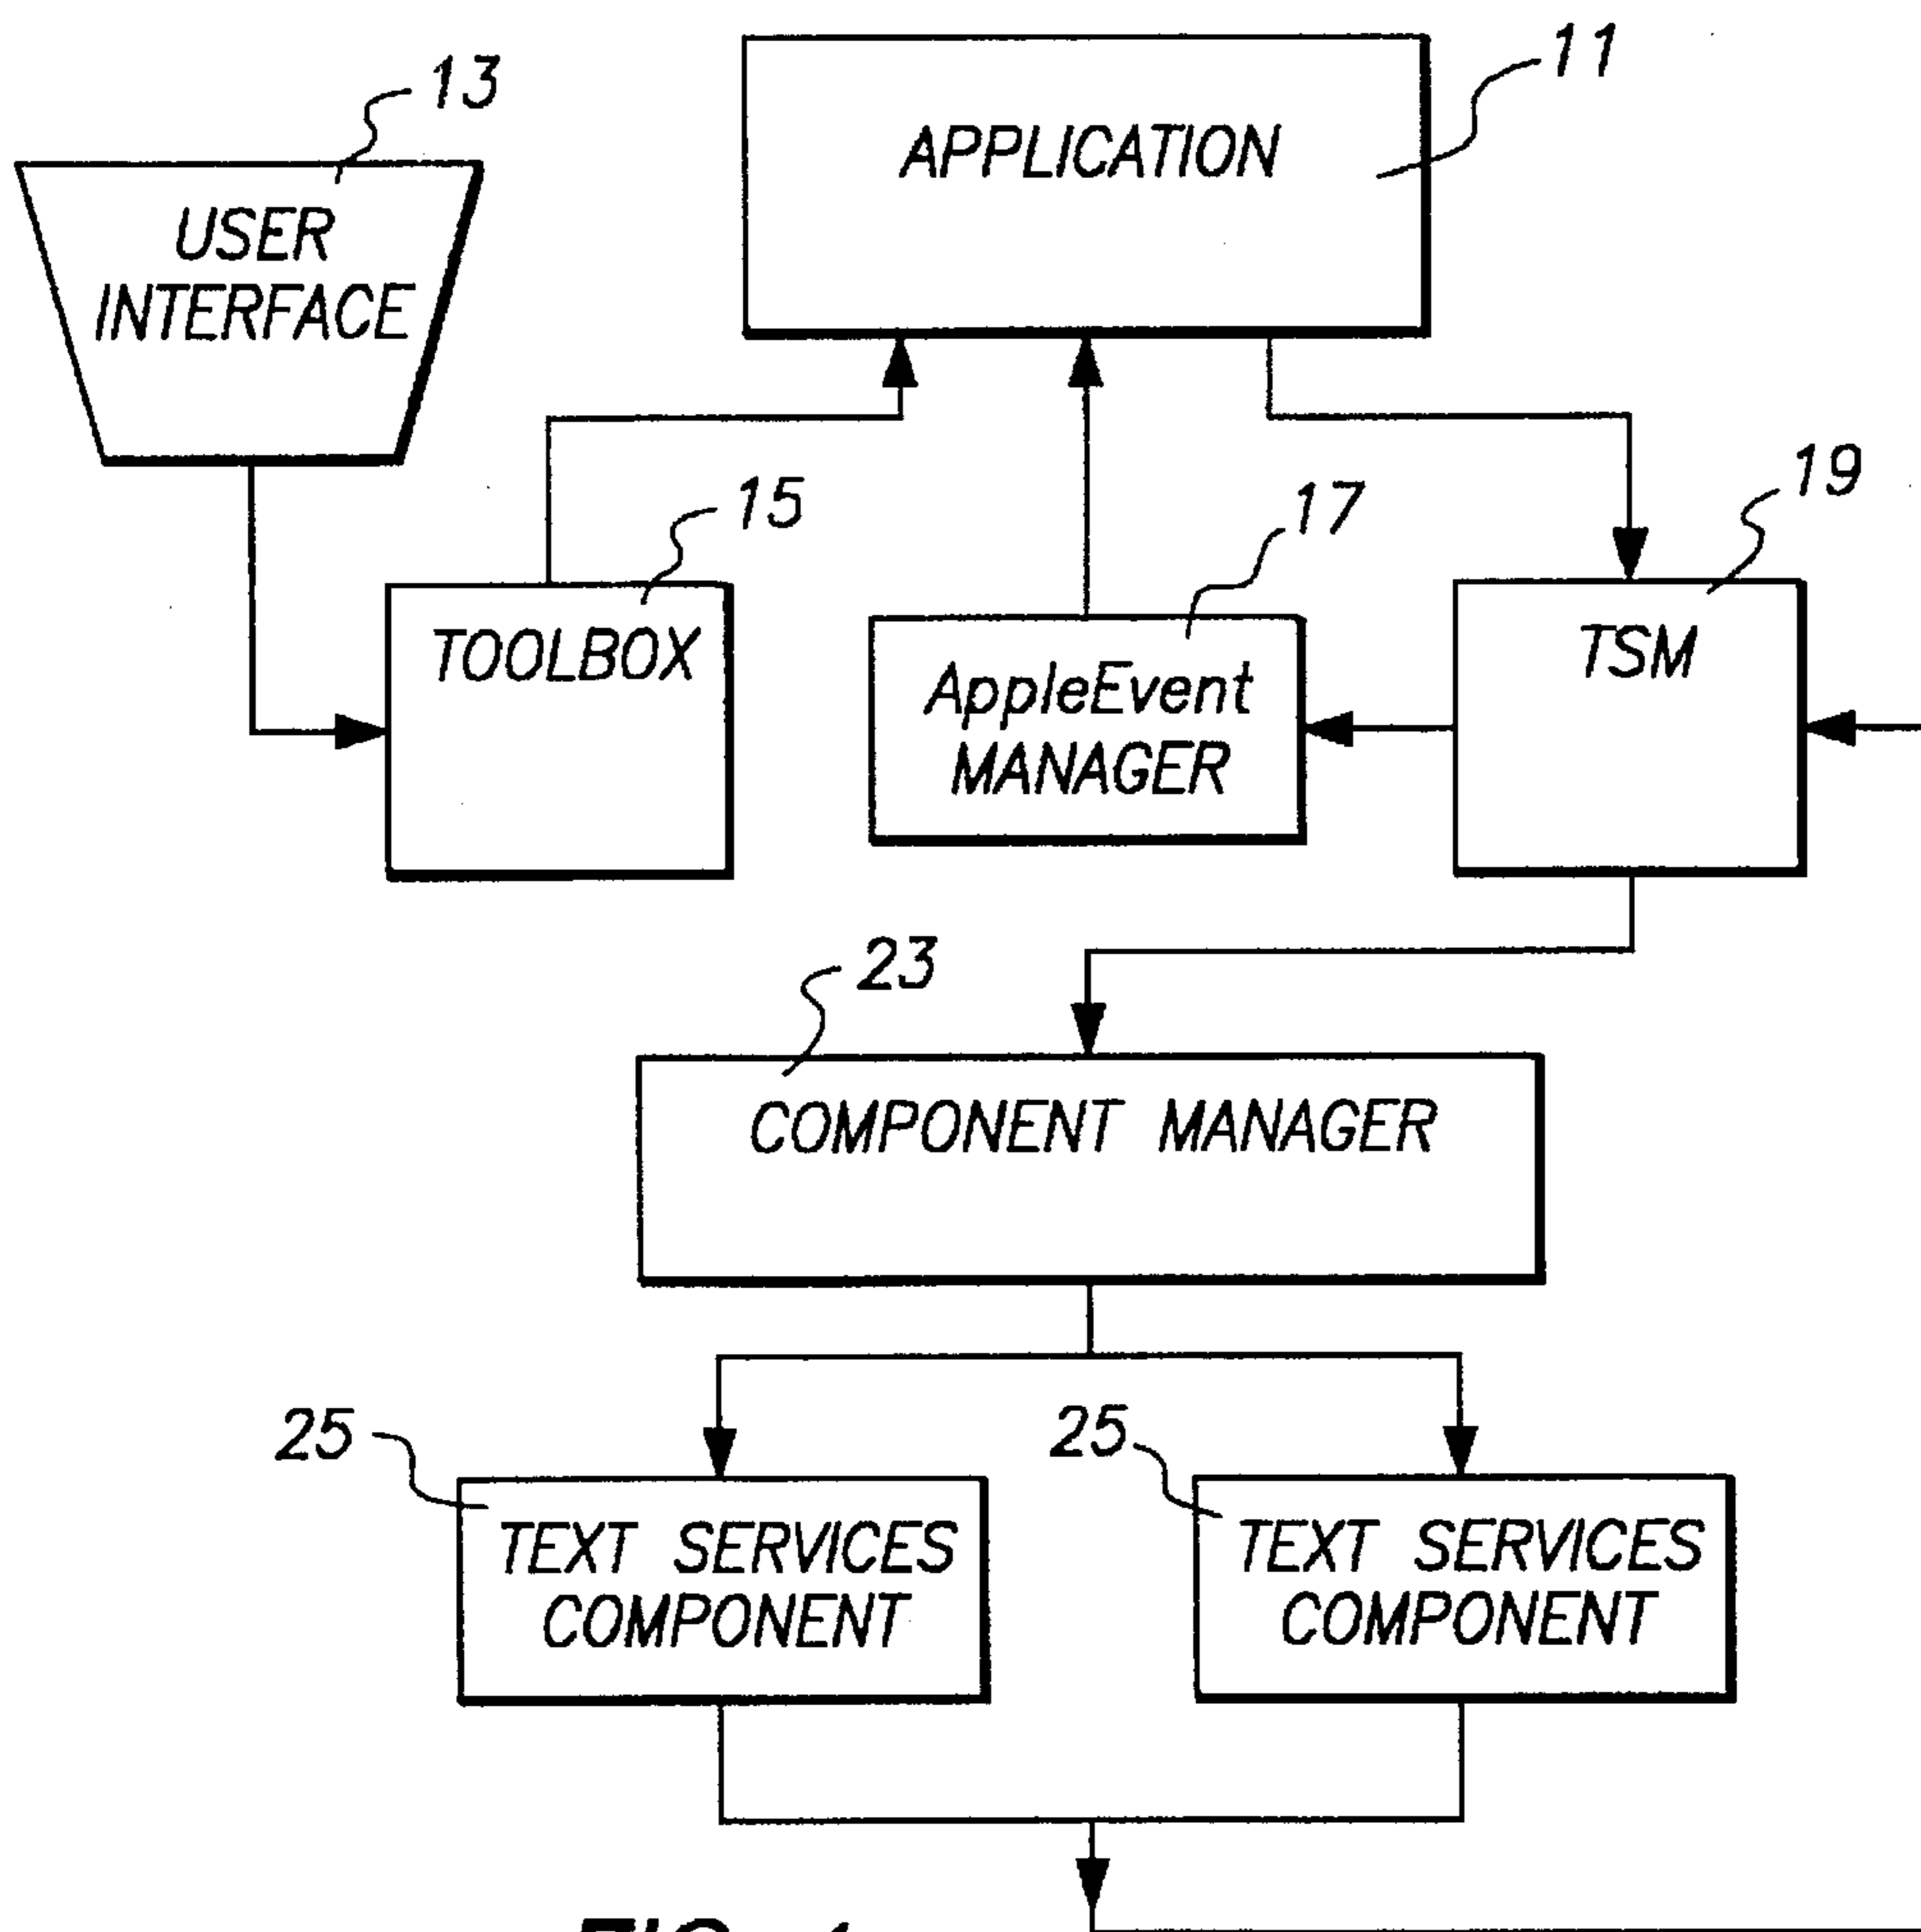 11
13
APPLICATION
USER
INTERFACE
15
17
19
TOOLBOX
TSM
AppleEvent
MANAGER
23
COMPONENT MANAGER
25
25
TEXT SERVICES
COMPONENT
TEXT SERVICES
COMPONENT